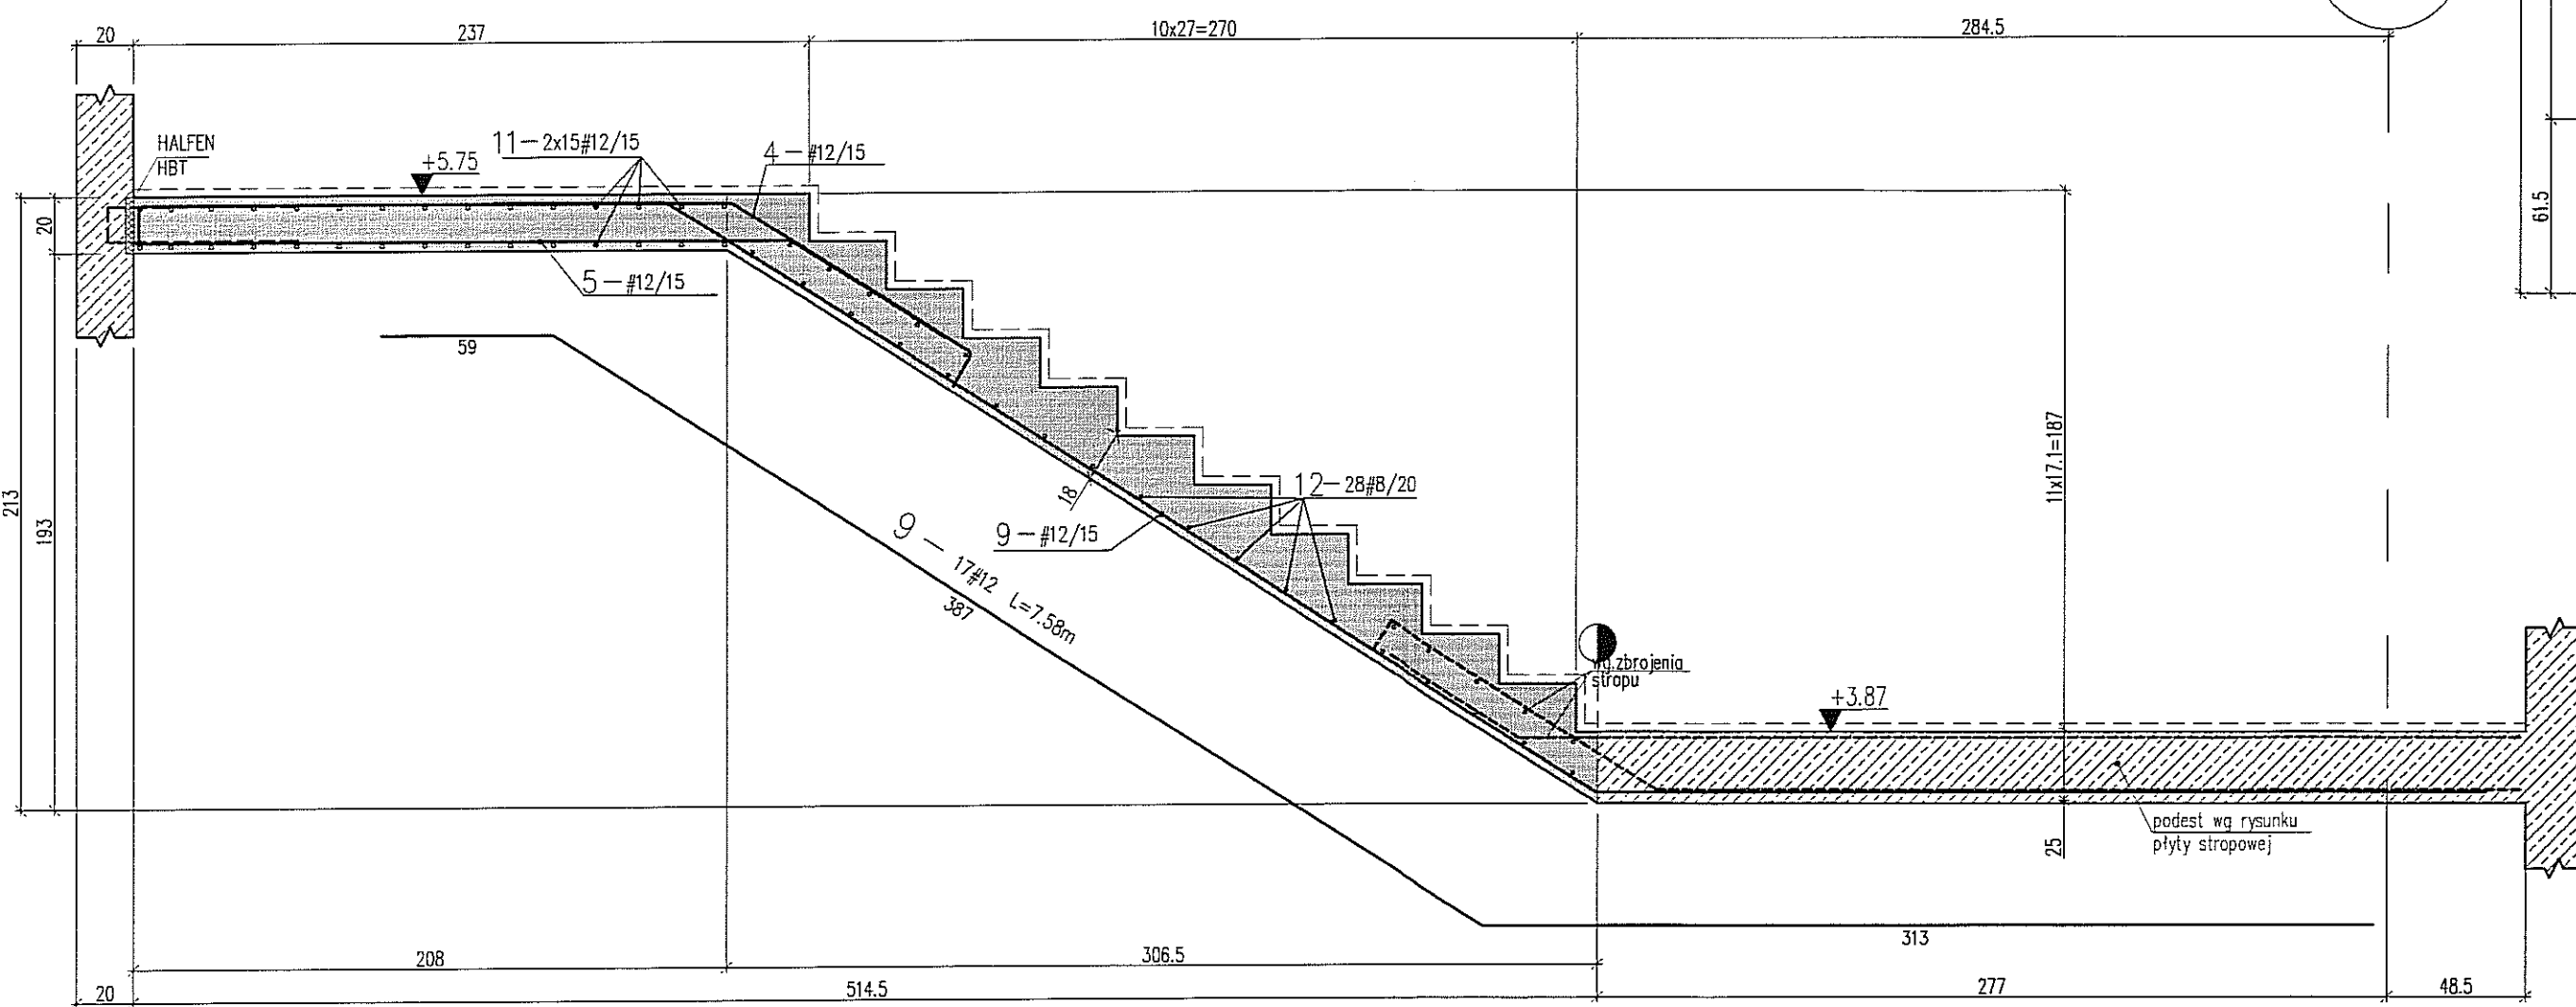 20
237
10x27=270
284.5
HALFEN
HBT
+5.75
11-2x15#12/15
4-#12/15
61.5
20
5-#12/15
59
213
193
11x17.1=187
18
12-28#8/20
9-#12/15
9 - 17#12 L=7.58m
387
wg.zbrojenia
stropu
+3.87
podest wg rysunku
płyty stropowej
25
313
208
306.5
20
514.5
277
48.5